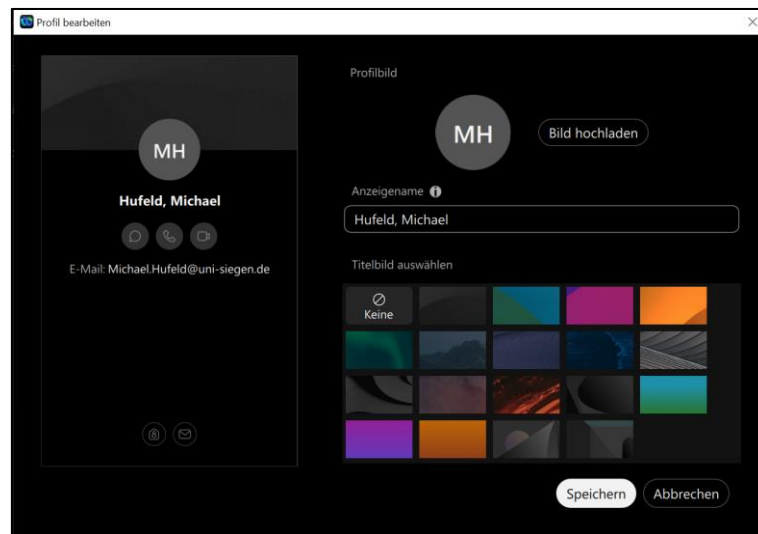 Profil bearbeiten
Profilbild
MH
MH
Bild hochladen
Hufeld, Michael
Anzeigename
Hufeld, Michael
E-Mail: Michael.Hufeld@uni-siegen.de
Titelbild auswählen
Keine
Speichern
Abbrechen